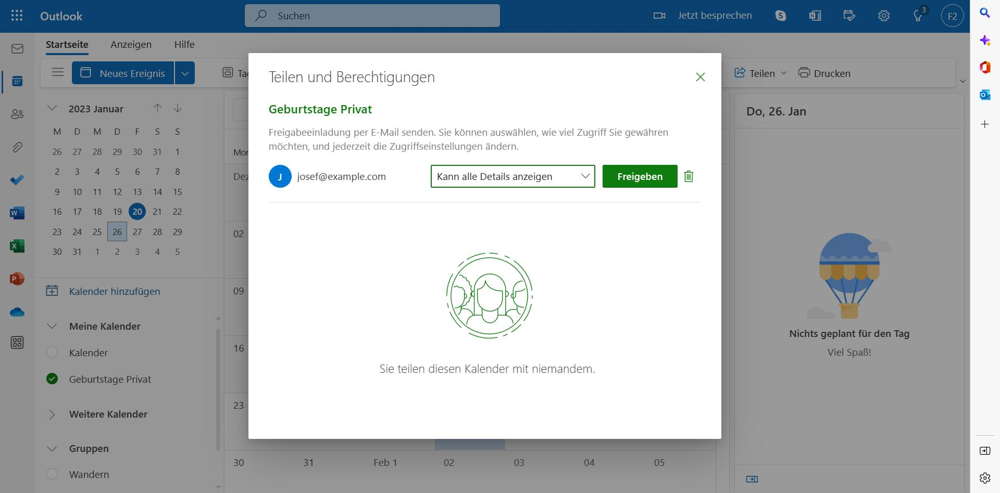 Outlook
Suchen
Jetzt besprechen
3
F2
Startseite Anzeigen Hilfe
Neues Ereignis
Teilen
Drucken
2023 Januar
M D M D F S S
26 27 28 29 30 31 1
2 3 4 5 6 7 8
9 10 11 12 13 14 15
16 17 18 19 20 21 22
23 24 25 26 27 28 29
30 31 1 2 3 4 5
Kalender hinzufügen
Meine Kalender
Kalender
Geburtstage Privat
Weitere Kalender
Gruppen
Wandern
Teilen und Berechtigungen
Geburtstage Privat
Freigabeeinladung per E-Mail senden. Sie können auswählen, wie viel Zugriff Sie gewähren
möchten, und jederzeit die Zugriffseinstellungen ändern.
J
josef@example.com
Kann alle Details anzeigen
Freigeben
Sie teilen diesen Kalender mit niemandem.
Mon
Dez
02
09
16
23
30 31 Feb 1 02 03 04 05
Do, 26. Jan
Nichts geplant für den Tag
Viel Spaß!